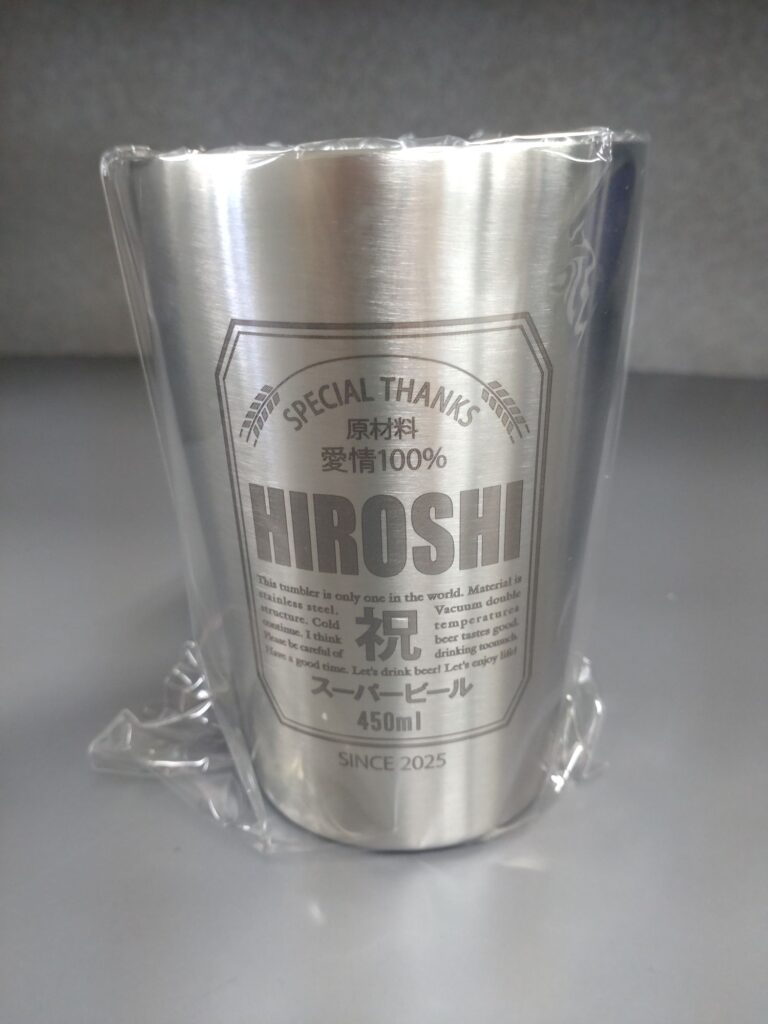 SPECIAL THANKS
原材料
愛情100%
HIROSHI
This tumbler is only one in the world. Material is
stainless steel. Vacuum double
structure. Cold temperatures
continue. I think beer tastes good.
Please be careful of drinking toomuch.
Have a good time. Let's drink beer! Let's enjoy life!
祝
スーパービール
450ml
SINCE 2025